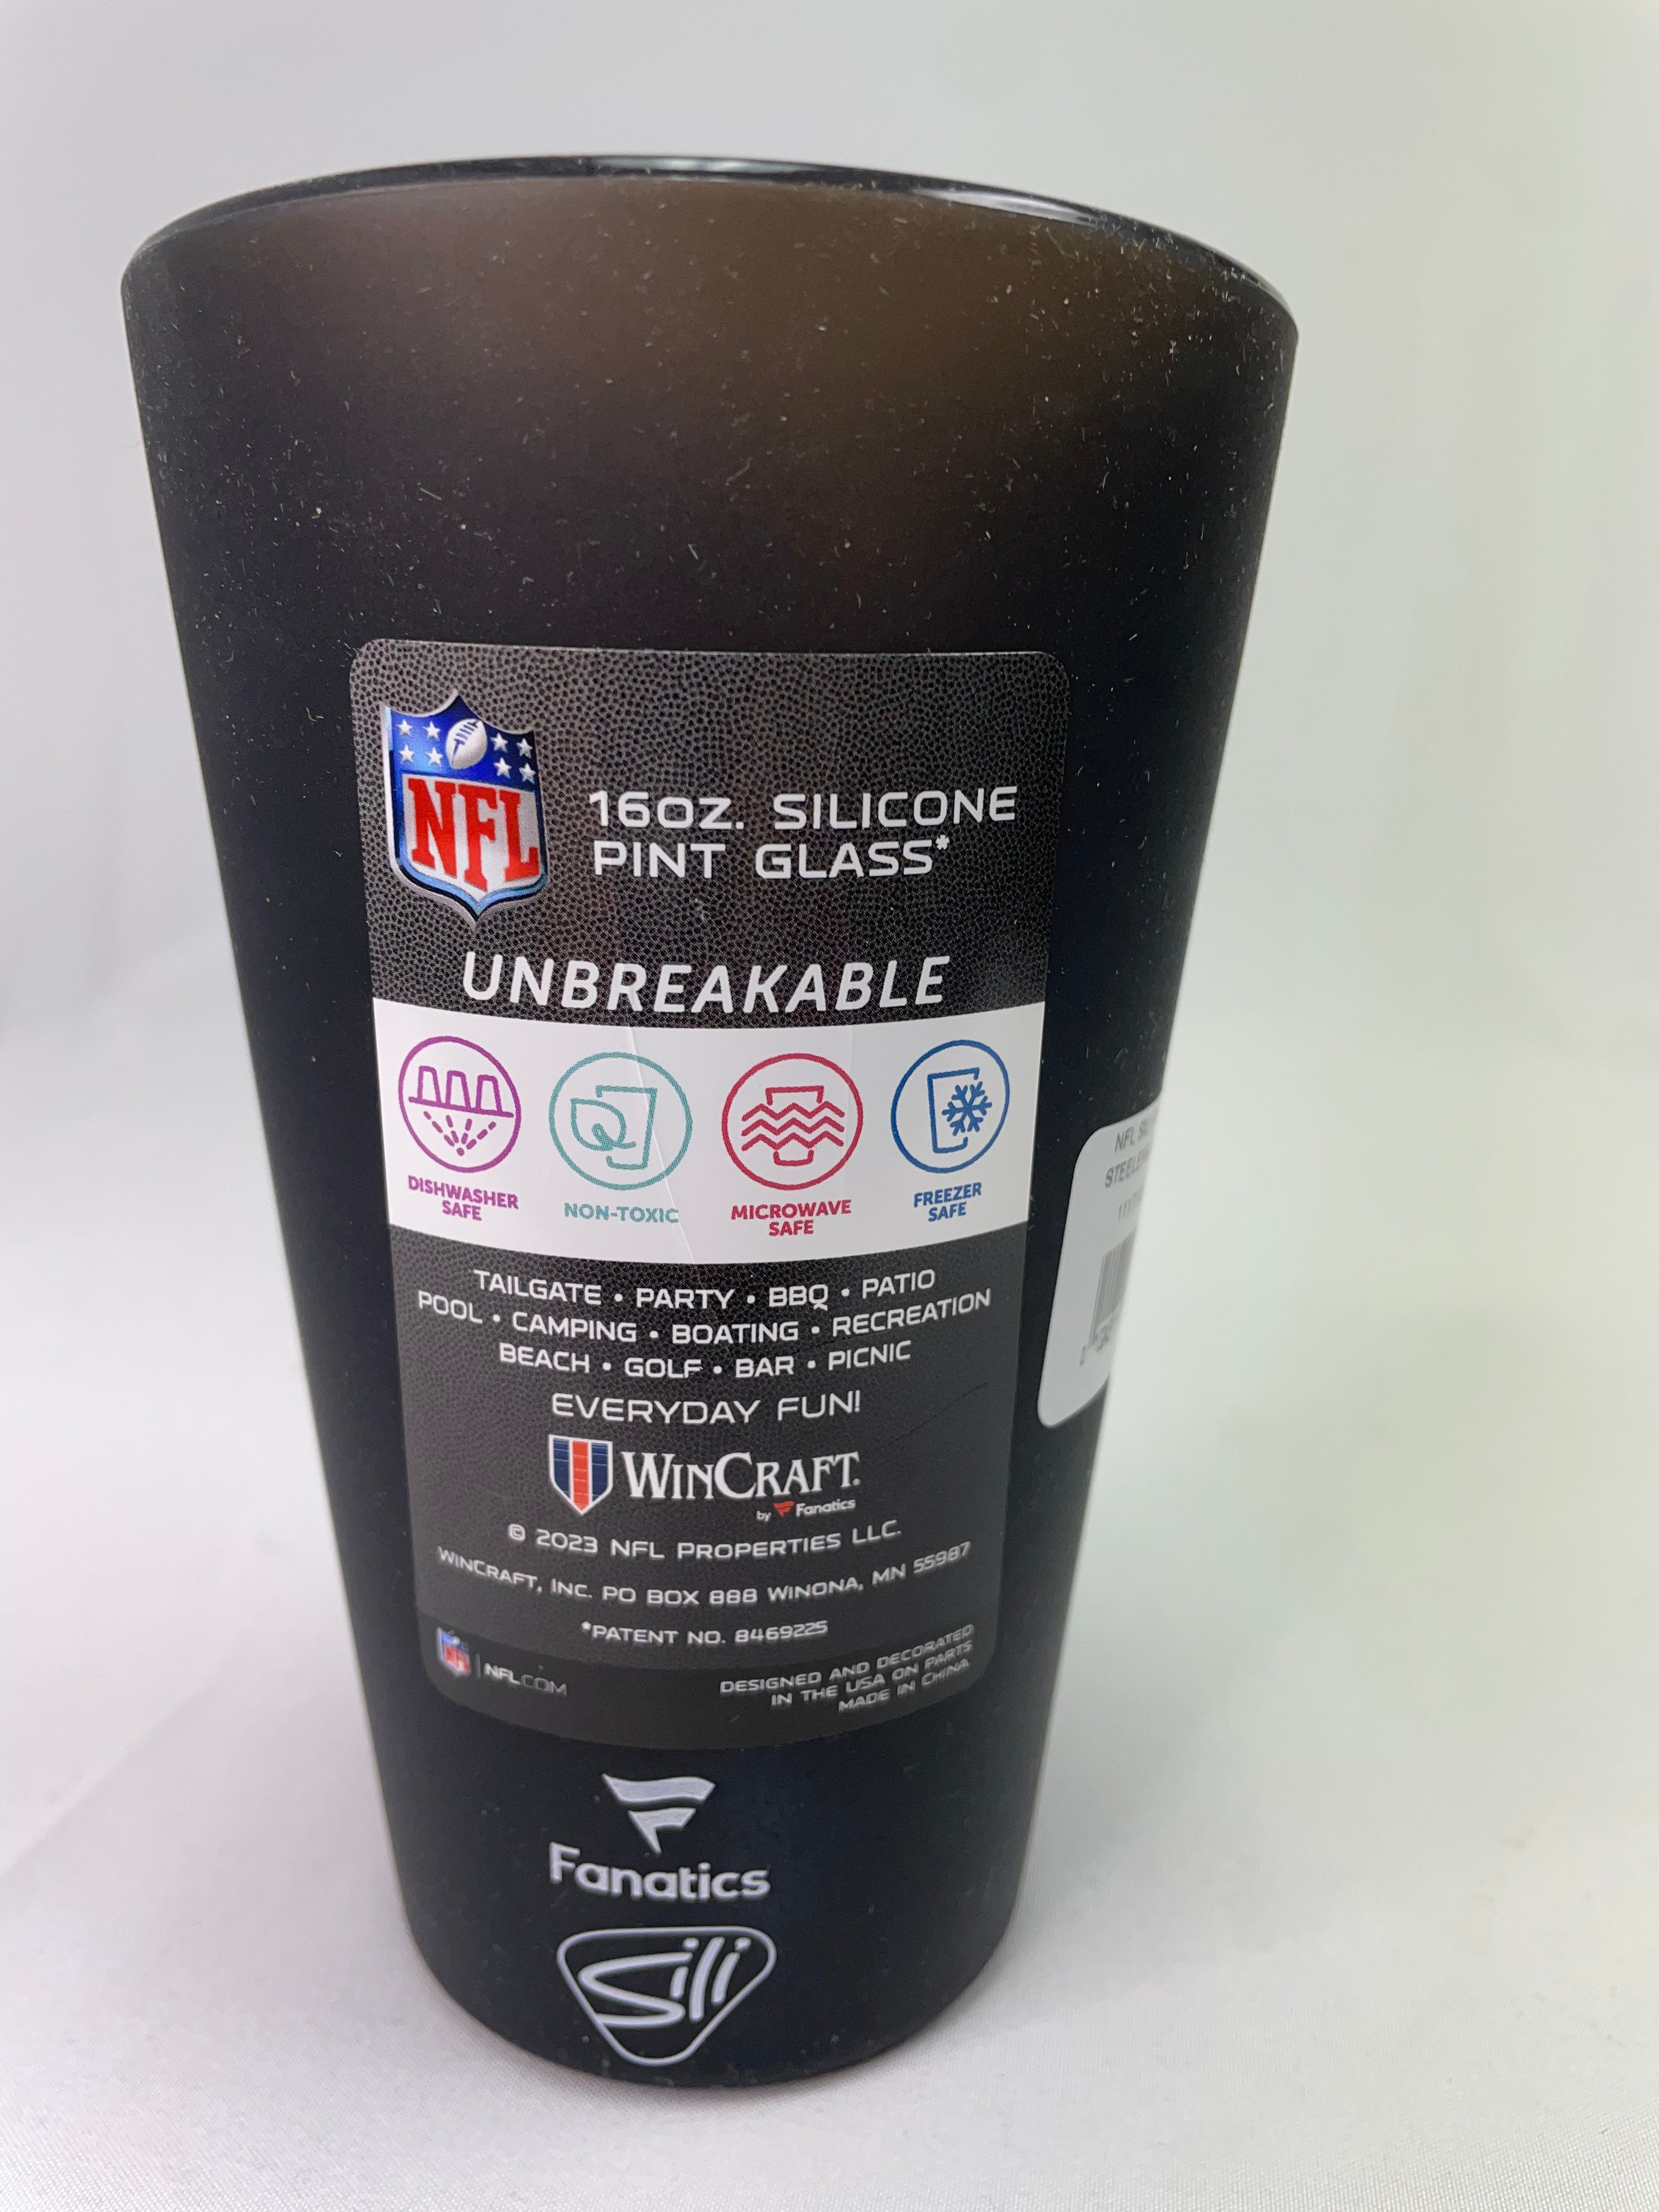 NFL
16OZ. SILICONE
PINT GLASS*
UNBREAKABLE
DISHWASHER
SAFE
NON-TOXIC
MICROWAVE
SAFE
FREEZER
SAFE
TAILGATE • PARTY • BBQ • PATIO
POOL • CAMPING • BOATING • RECREATION
BEACH • GOLF • BAR • PICNIC
EVERYDAY FUN!
WINCRAFT.
by Fanatics
© 2023 NFL PROPERTIES LLC.
WINCRAFT, INC. PO BOX 888 WINONA, MN 55987
*PATENT NO. 8469225
NFL | NFL.COM
DESIGNED AND DECORATED
IN THE USA ON PARTS
MADE IN CHINA.
Fanatics
Sili
NFL